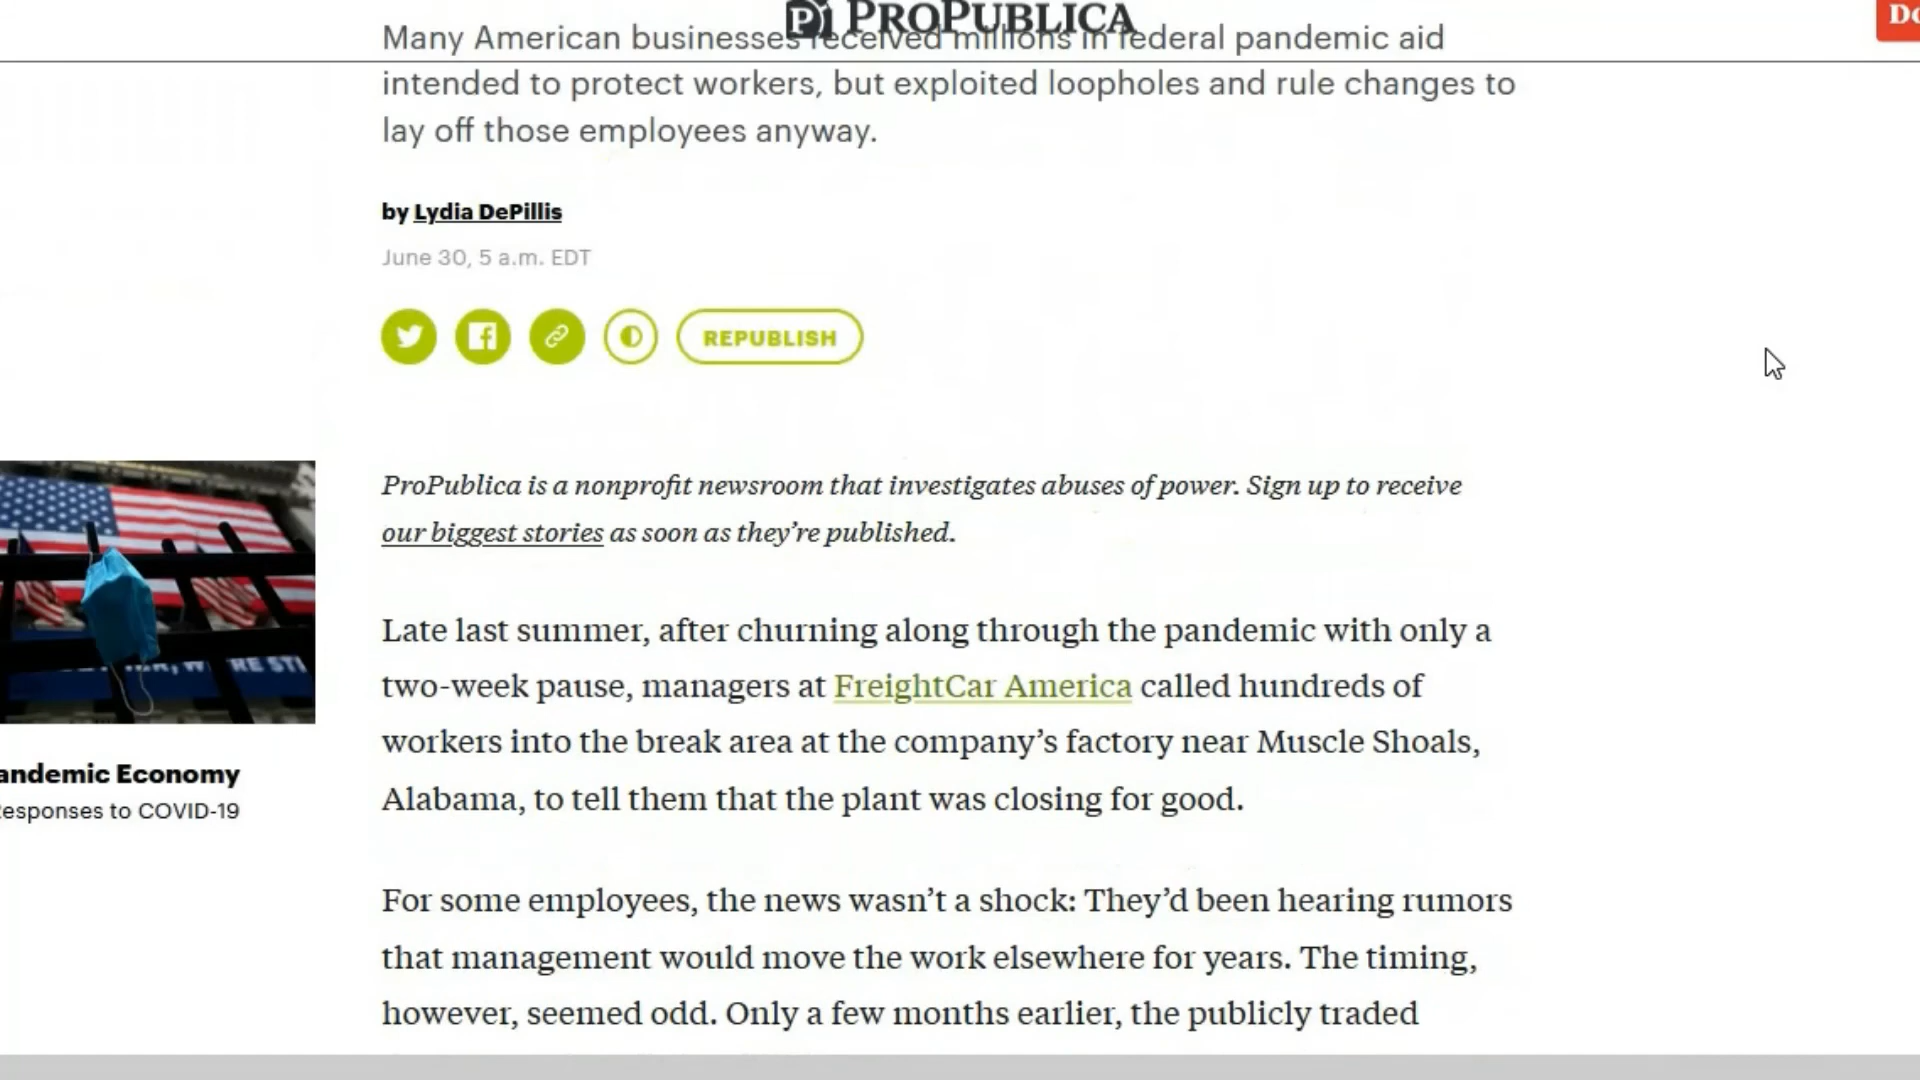 PROPUBLICA
Do
Many American businesses received millions in federal pandemic aid
intended to protect workers, but exploited loopholes and rule changes to
lay off those employees anyway.
by Lydia DePillis
June 30, 5 a.m. EDT
REPUBLISH
ProPublica is a nonprofit newsroom that investigates abuses of power. Sign up to receive
our biggest stories as soon as they’re published.
Late last summer, after churning along through the pandemic with only a
two-week pause, managers at FreightCar America called hundreds of
workers into the break area at the company’s factory near Muscle Shoals,
Alabama, to tell them that the plant was closing for good.
andemic Economy
esponses to COVID-19
For some employees, the news wasn’t a shock: They’d been hearing rumors
that management would move the work elsewhere for years. The timing,
however, seemed odd. Only a few months earlier, the publicly traded